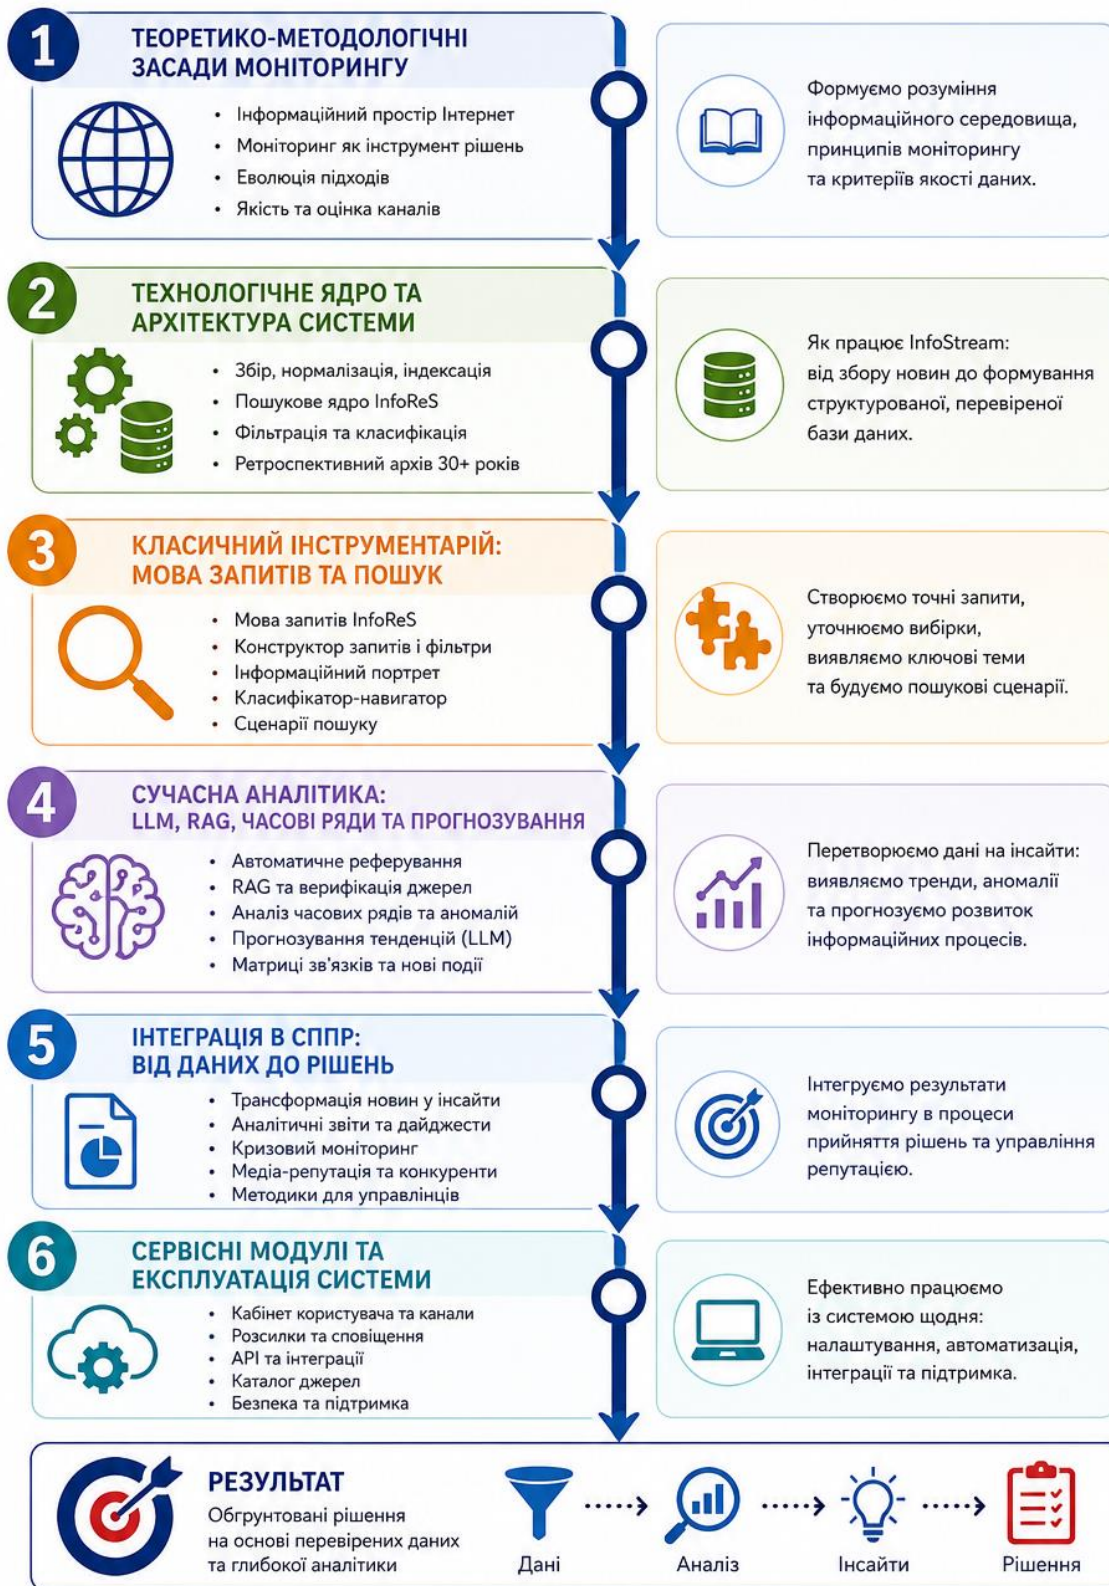 1
ТЕОРЕТИКО-МЕТОДОЛОГІЧНІ
ЗАСАДИ МОНІТОРИНГУ
• Інформаційний простір Інтернет
• Моніторинг як інструмент рішень
• Еволюція підходів
• Якість та оцінка каналів
Формуємо розуміння
інформаційного середовища,
принципів моніторингу
та критеріїв якості даних.
2
ТЕХНОЛОГІЧНЕ ЯДРО ТА
АРХІТЕКТУРА СИСТЕМИ
• Збір, нормалізація, індексація
• Пошукове ядро InfoReS
• Фільтрація та класифікація
• Ретроспективний архів 30+ років
Як працює InfoStream:
від збору новин до формування
структурованої, перевіреної
бази даних.
3
КЛАСИЧНИЙ ІНСТРУМЕНТАРІЙ:
МОВА ЗАПИТІВ ТА ПОШУК
• Мова запитів InfoReS
• Конструктор запитів і фільтри
• Інформаційний портрет
• Класифікатор-навигатор
• Сценарії пошуку
Створюємо точні запити,
уточнюємо вибірки,
виявляємо ключові теми
та будуємо пошукові сценарії.
4
СУЧАСНА АНАЛІТИКА:
LLM, RAG, ЧАСОВІ РЯДИ ТА ПРОГНОЗУВАННЯ
• Автоматичне реферування
• RAG та верифікація джерел
• Аналіз часових рядів та аномалій
• Прогнозування тенденцій (LLM)
• Матриці зв'язків та нові події
Перетворюємо дані на інсайти:
виявляємо тренди, аномалії
та прогнозуємо розвиток
інформаційних процесів.
5
ІНТЕГРАЦІЯ В СППР:
ВІД ДАНИХ ДО РІШЕНЬ
• Трансформація новин у інсайти
• Аналітичні звіти та дайджести
• Кризовий моніторинг
• Медіа-репутація та конкуренти
• Методики для управлінців
Інтегруємо результати
моніторингу в процеси
прийняття рішень та управління
репутацією.
6
СЕРВІСНІ МОДУЛІ ТА
ЕКСПЛУАТАЦІЯ СИСТЕМИ
• Кабінет користувача та канали
• Розсилки та сповіщення
• API та інтеграції
• Каталог джерел
• Безпека та підтримка
Ефективно працюємо
із системою щодня:
налаштування, автоматизація,
інтеграції та підтримка.
РЕЗУЛЬТАТ
Обгрунтовані рішення
на основі перевірених даних
та глибокої аналітики
Дані
Аналіз
Інсайти
Рішення